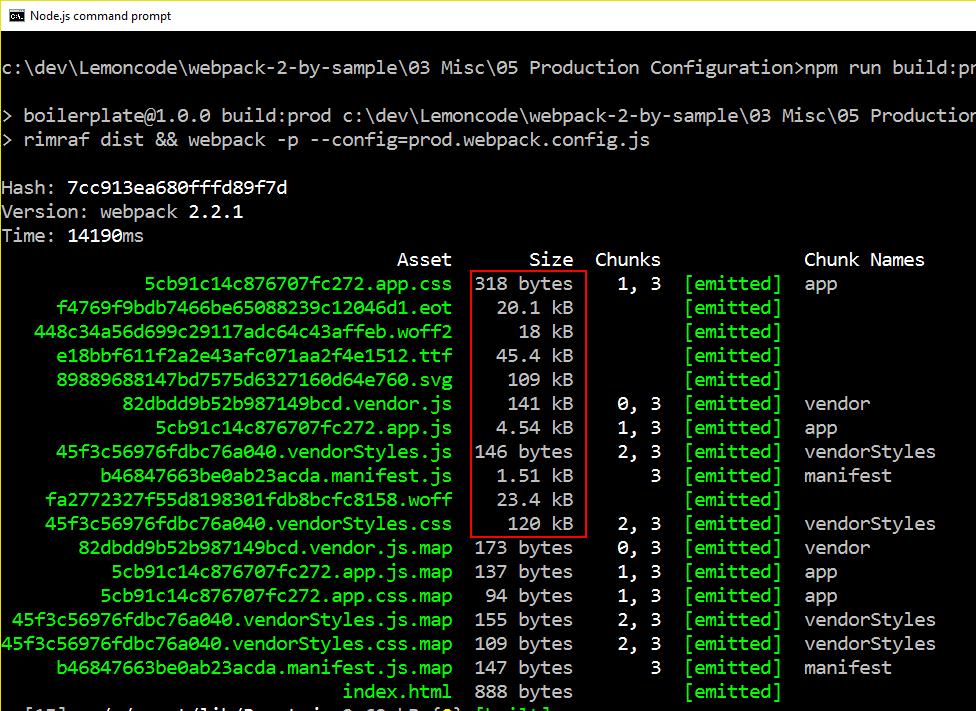 Node.js command prompt
c:\dev\Lemoncode\webpack-2-by-sample\03 Misc\05 Production Configuration>npm run build:pr
> boilerplate@1.0.0 build:prod c:\dev\Lemoncode\webpack-2-by-sample\03 Misc\05 Production
> rimraf dist && webpack -p --config=prod.webpack.config.js
Hash: 7cc913ea680fffd89f7d
Version: webpack 2.2.1
Time: 14190ms
Asset Size Chunks Chunk Names
5cb91c14c876707fc272.app.css 318 bytes 1, 3 [emitted] app
f4769f9bdb7466be65088239c12046d1.eot 20.1 kB [emitted]
448c34a56d699c29117adc64c43affeb.woff2 18 kB [emitted]
e18bbf611f2a2e43afc071aa2f4e1512.ttf 45.4 kB [emitted]
89889688147bd7575d6327160d64e760.svg 109 kB [emitted]
82dbdd9b52b987149bcd.vendor.js 141 kB 0, 3 [emitted] vendor
5cb91c14c876707fc272.app.js 4.54 kB 1, 3 [emitted] app
45f3c56976fdbc76a040.vendorStyles.js 146 bytes 2, 3 [emitted] vendorStyles
b46847663be0ab23acda.manifest.js 1.51 kB 3 [emitted] manifest
fa2772327f55d8198301fdb8bcfc8158.woff 23.4 kB [emitted]
45f3c56976fdbc76a040.vendorStyles.css 120 kB 2, 3 [emitted] vendorStyles
82dbdd9b52b987149bcd.vendor.js.map 173 bytes 0, 3 [emitted] vendor
5cb91c14c876707fc272.app.js.map 137 bytes 1, 3 [emitted] app
5cb91c14c876707fc272.app.css.map 94 bytes 1, 3 [emitted] app
45f3c56976fdbc76a040.vendorStyles.js.map 155 bytes 2, 3 [emitted] vendorStyles
45f3c56976fdbc76a040.vendorStyles.css.map 109 bytes 2, 3 [emitted] vendorStyles
b46847663be0ab23acda.manifest.js.map 147 bytes 3 [emitted] manifest
index.html 888 bytes [emitted]